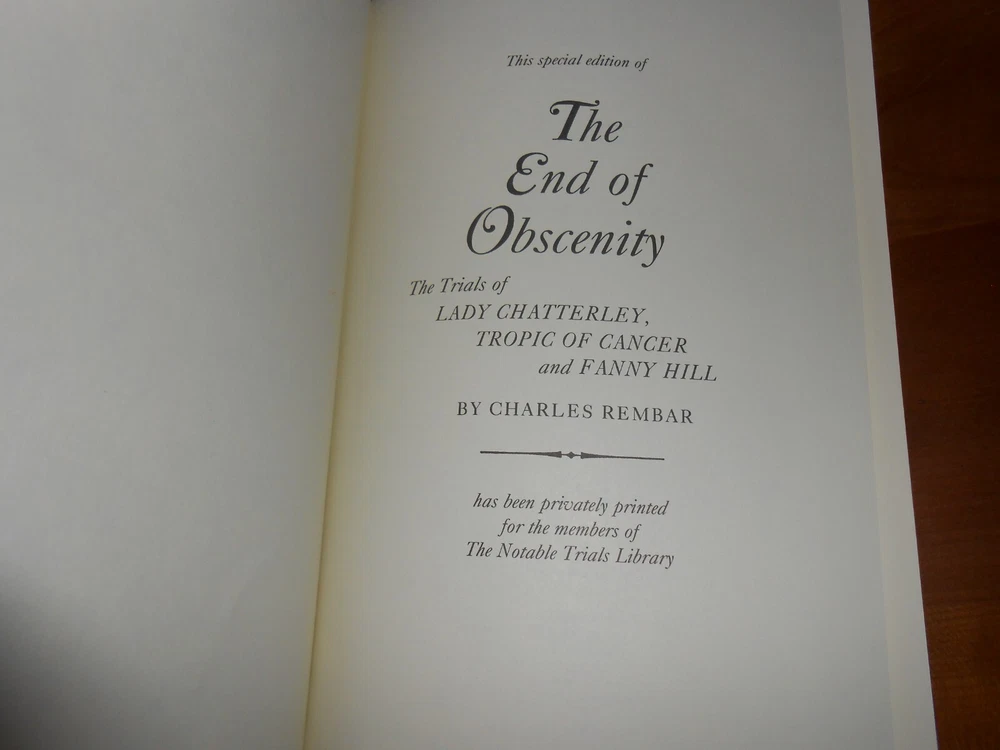 This special edition of
The
End of
Obscenity
The Trials of
LADY CHATTERLEY,
TROPIC OF CANCER
and FANNY HILL
BY CHARLES REMBAR
has been privately printed
for the members of
The Notable Trials Library